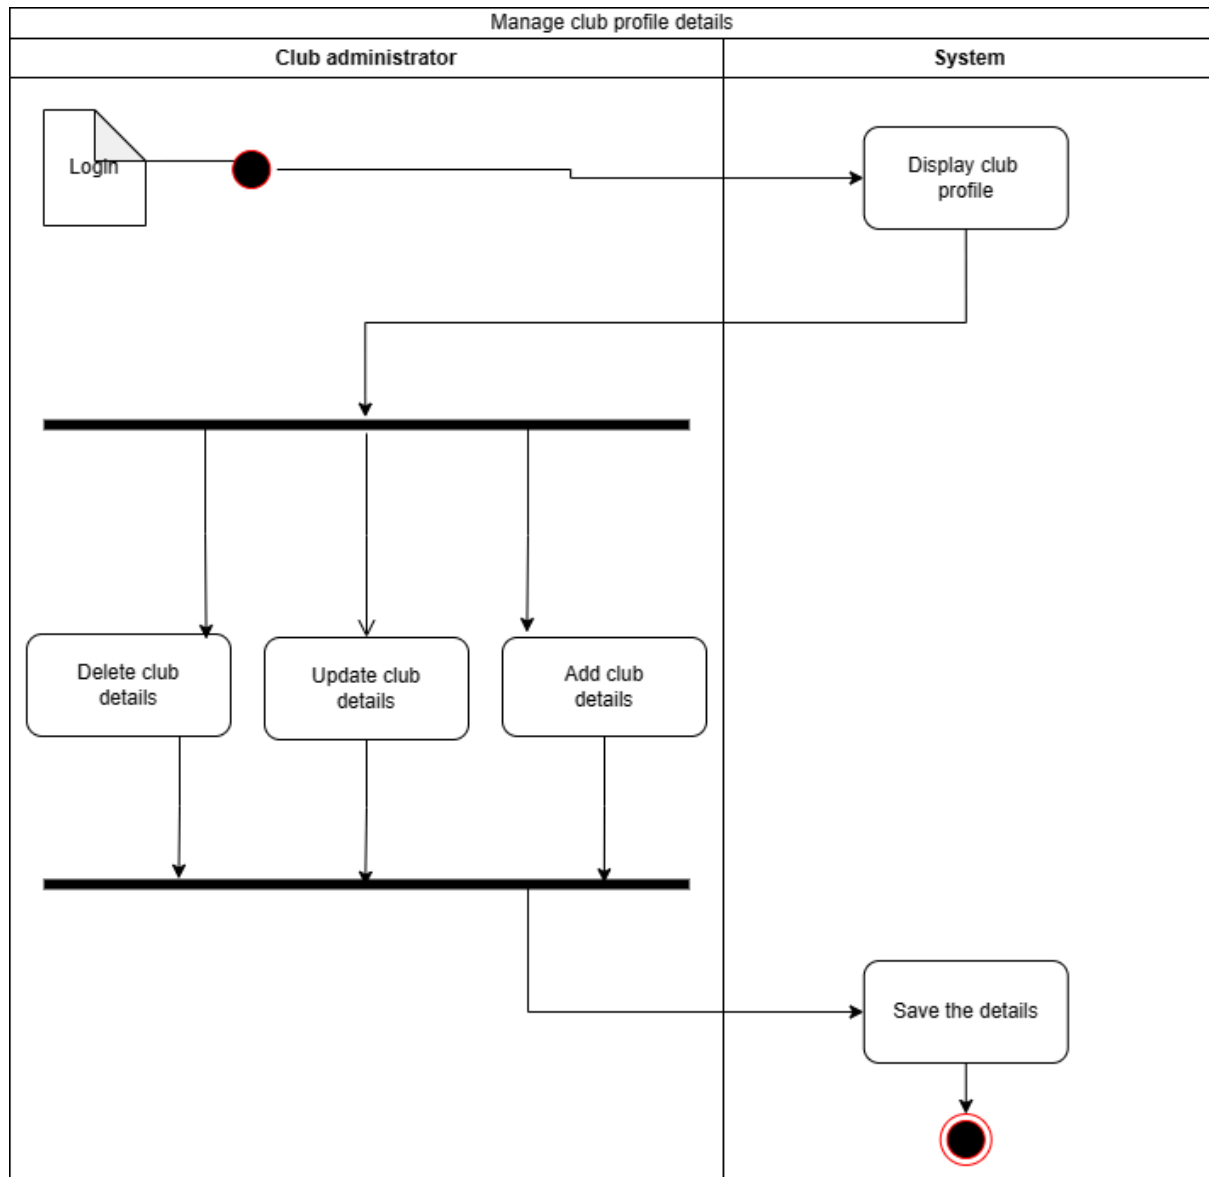 Manage club profile details
Club administrator
System
Login
Display club
profile
Delete club
details
Update club
details
Add club
details
Save the details